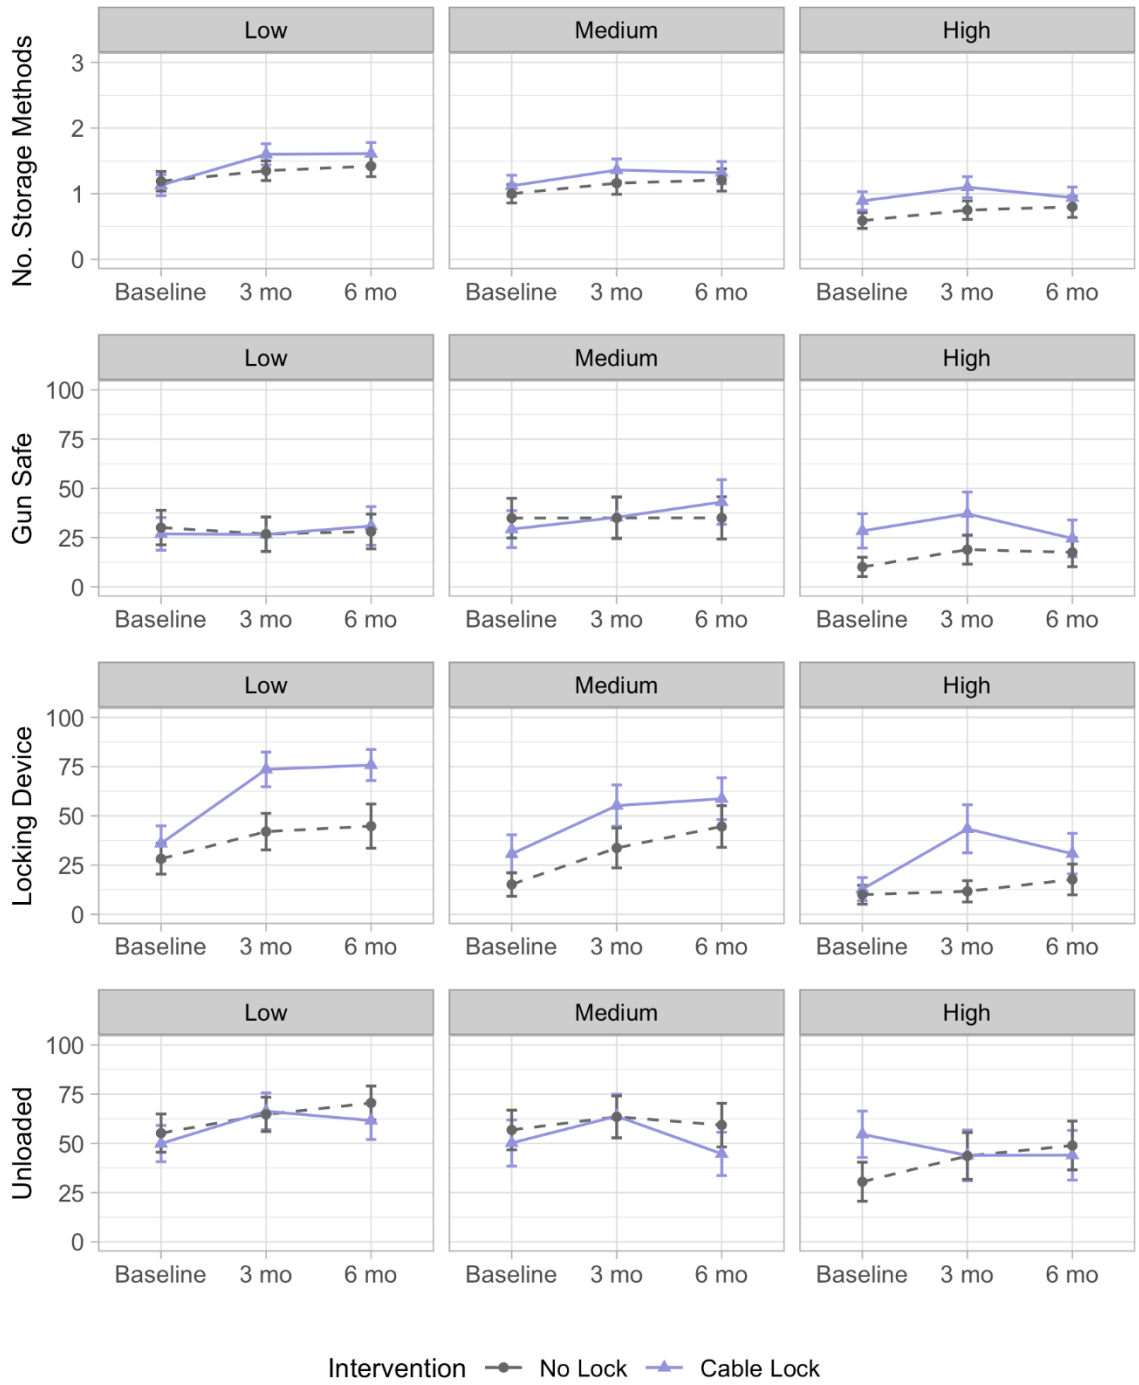 Low Medium High
No. Storage Methods
3
2
1
0
Baseline 3 mo 6 mo Baseline 3 mo 6 mo Baseline 3 mo 6 mo
Low Medium High
Gun Safe
100
75
50
25
0
Baseline 3 mo 6 mo Baseline 3 mo 6 mo Baseline 3 mo 6 mo
Low Medium High
Locking Device
100
75
50
25
0
Baseline 3 mo 6 mo Baseline 3 mo 6 mo Baseline 3 mo 6 mo
Low Medium High
Unloaded
100
75
50
25
0
Baseline 3 mo 6 mo Baseline 3 mo 6 mo Baseline 3 mo 6 mo
Intervention No Lock Cable Lock